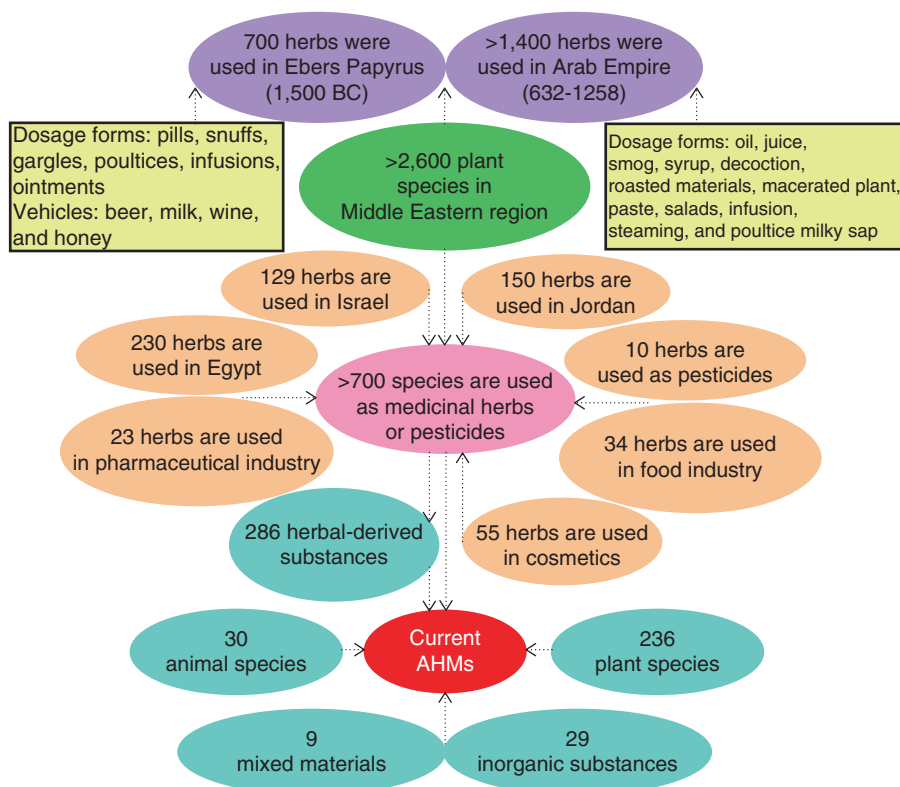 700 herbs were
used in Ebers Papyrus
(1,500 BC)
>1,400 herbs were
used in Arab Empire
(632-1258)
Dosage forms: pills, snuffs,
gargles, poultices, infusions,
ointments
Vehicles: beer, milk, wine,
and honey
>2,600 plant
species in
Middle Eastern region
Dosage forms: oil, juice,
smog, syrup, decoction,
roasted materials, macerated plant,
paste, salads, infusion,
steaming, and poultice milky sap
129 herbs are
used in Israel
150 herbs are
used in Jordan
230 herbs are
used in Egypt
>700 species are used
as medicinal herbs
or pesticides
10 herbs are
used as pesticides
23 herbs are used
in pharmaceutical industry
34 herbs are used
in food industry
286 herbal-derived
substances
55 herbs are used
in cosmetics
30
animal species
Current
AHMs
236
plant species
9
mixed materials
29
inorganic substances